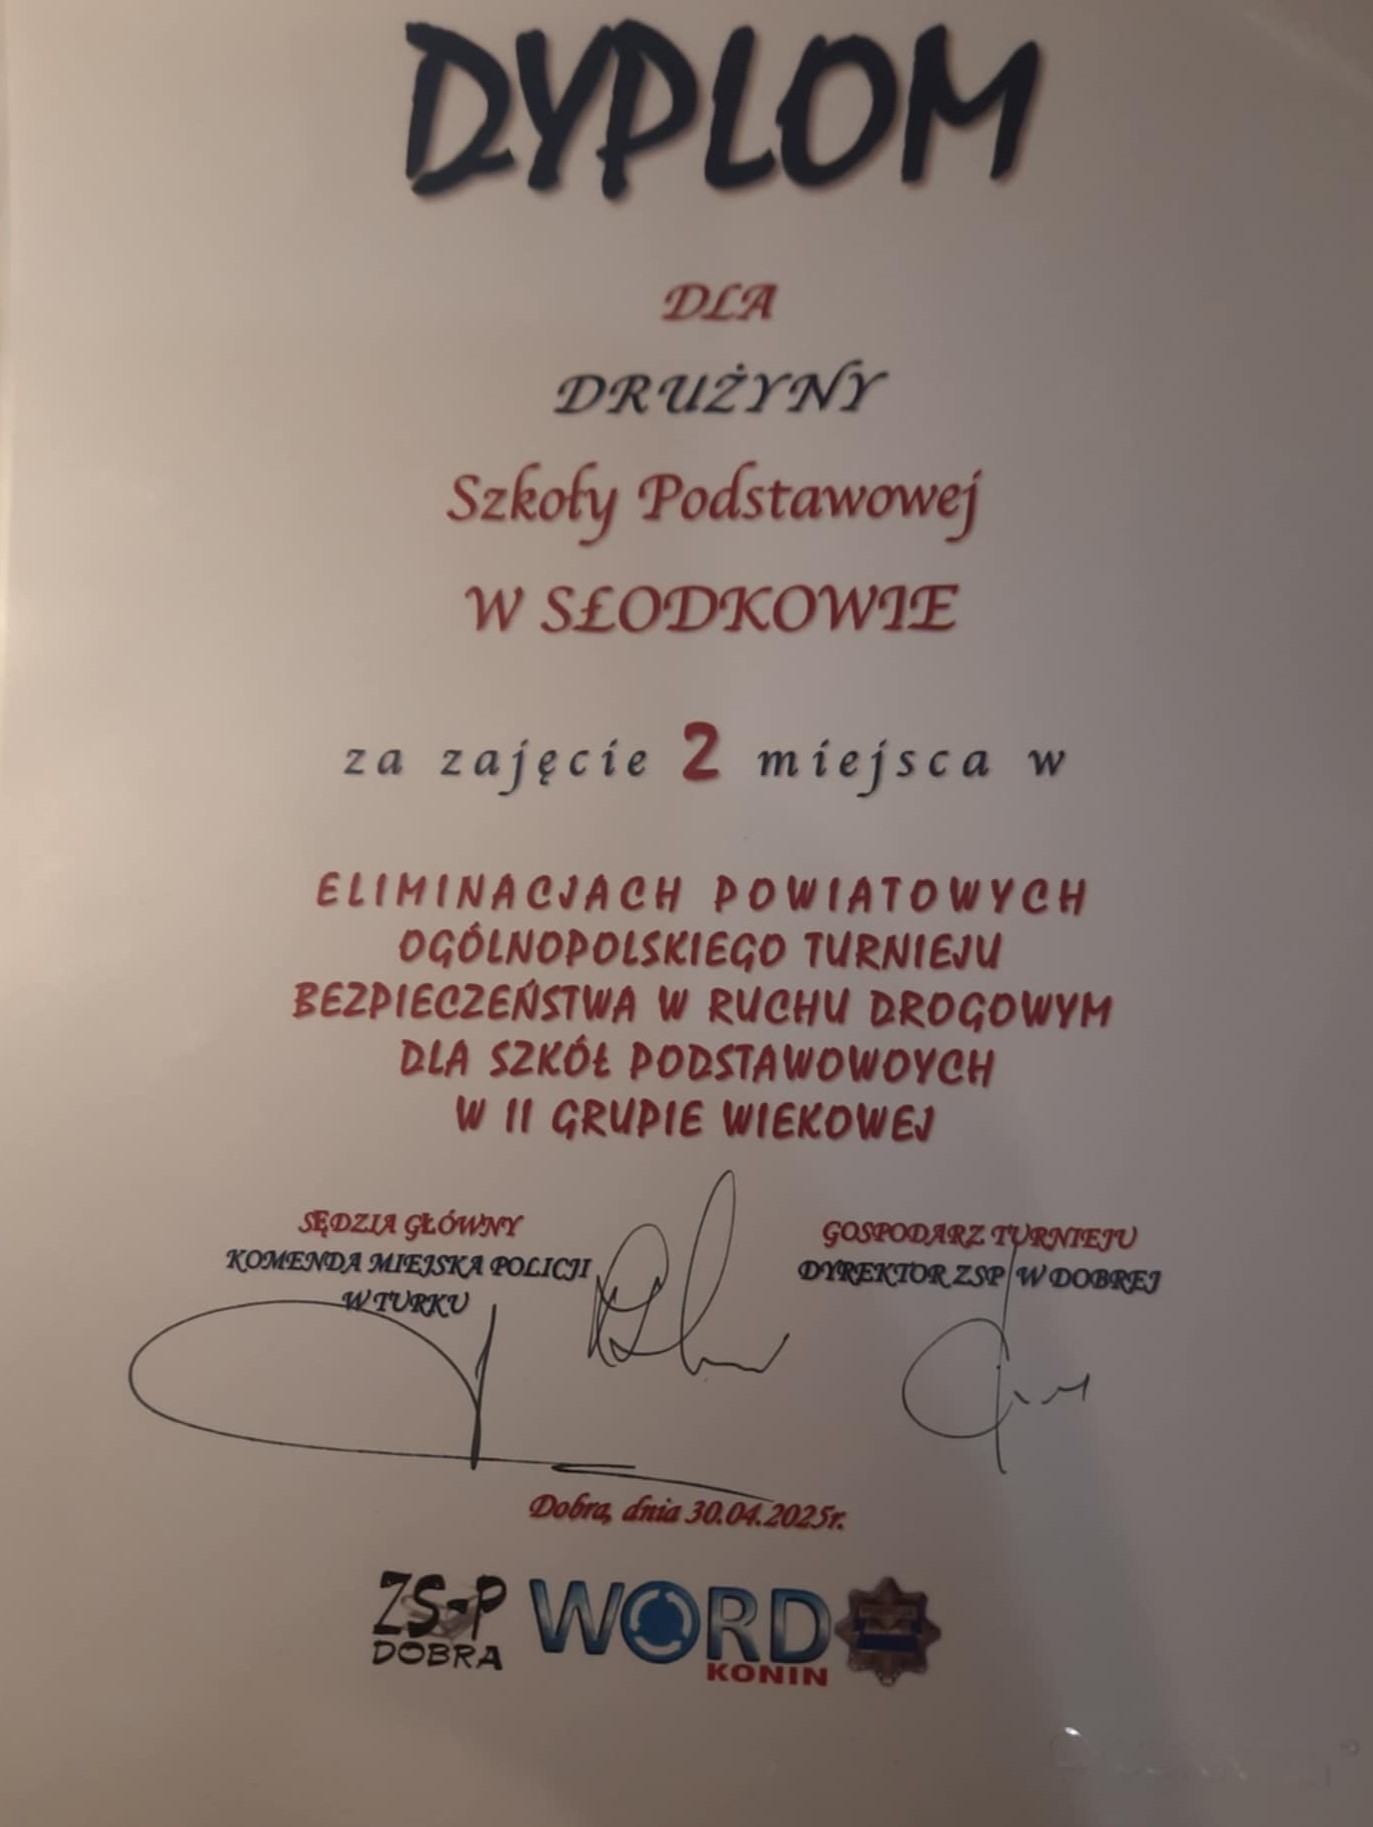 DYPLOM
DLA
DRUŻYNY
Szkoły Podstawowej
W SŁODKOWIE
za zajęcie 2 miejsca w
ELIMINACJACH POWIATOWYCH
OGÓLNOPOLSKIEGO TURNIEJU
BEZPIECZEŃSTWA W RUCHU DROGOWYM
DLA SZKÓŁ PODSTAWOWOYCH
W II GRUPIE WIEKOWEJ
SĘDZIA GŁÓWNY
KOMENDA MIEJSKA POLICJI
W TURKU
GOSPODARZ TURNIEJU
DYREKTOR ZSP W DOBREJ
Dobra, dnia 30.04.2025r.
ZS-P
DOBRA
WORD
KONIN